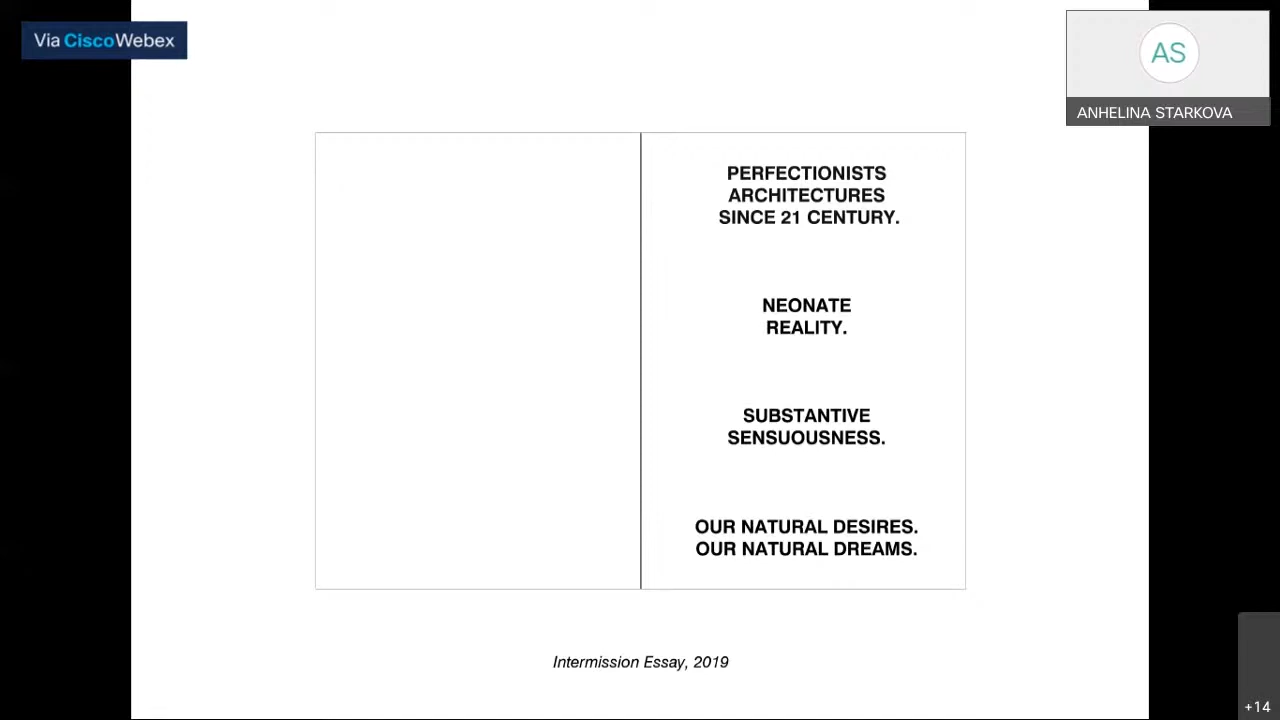 Via CiscoWebex
AS
ANHELINA STARKOVA
PERFECTIONISTS
ARCHITECTURES
SINCE 21 CENTURY.
NEONATE
REALITY.
SUBSTANTIVE
SENSUOUSNESS.
OUR NATURAL DESIRES.
OUR NATURAL DREAMS.
Intermission Essay, 2019
+14